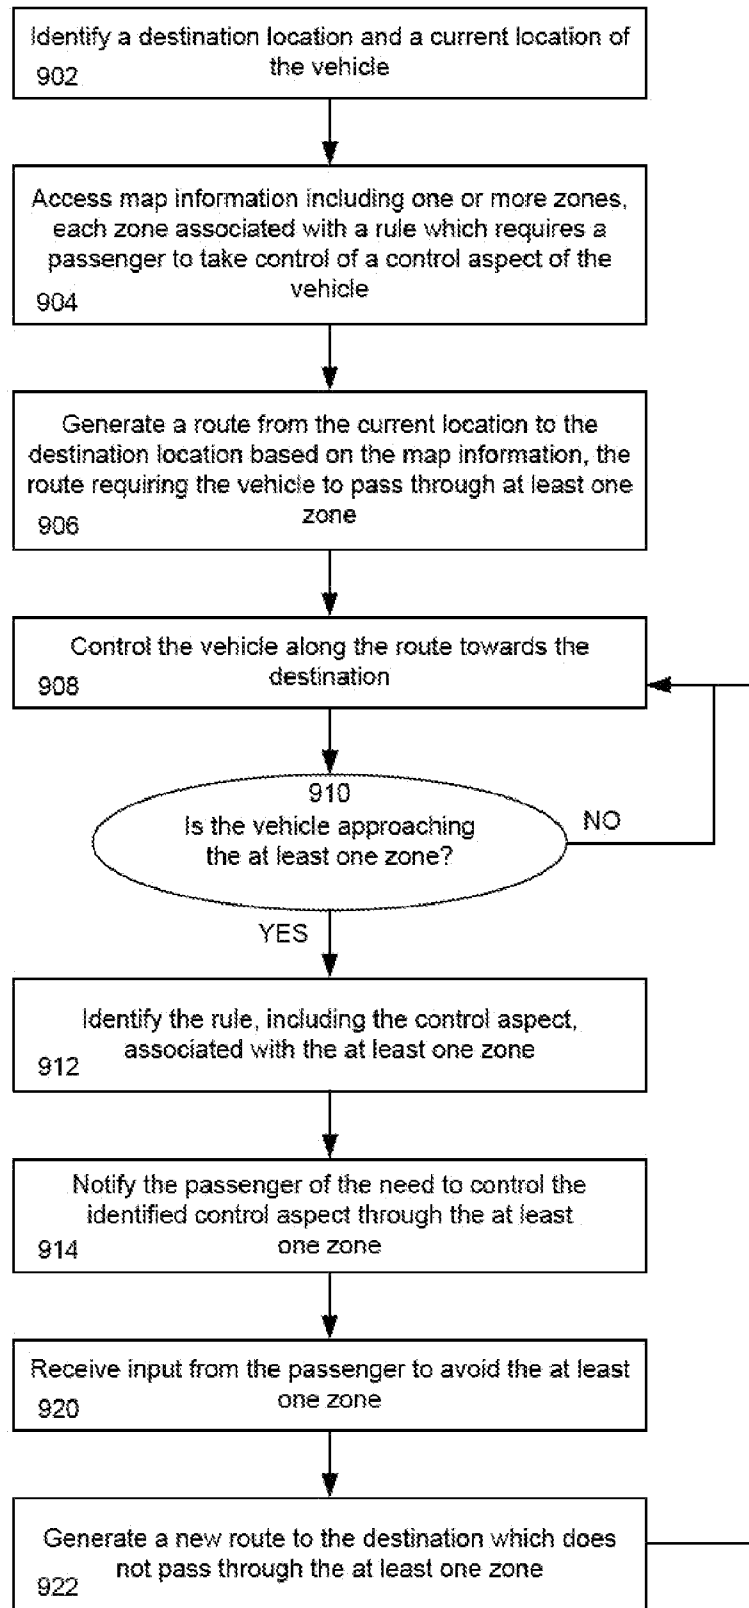 Identify a destination location and a current location of
the vehicle
902
Access map information including one or more zones,
each zone associated with a rule which requires a
passenger to take control of a control aspect of the
vehicle
904
Generate a route from the current location to the
destination location based on the map information, the
route requiring the vehicle to pass through at least one
zone
906
Control the vehicle along the route towards the
destination
908
910
Is the vehicle approaching
the at least one zone?
NO
YES
Identify the rule, including the control aspect,
associated with the at least one zone
912
Notify the passenger of the need to control the
identified control aspect through the at least
one zone
914
Receive input from the passenger to avoid the at least
one zone
920
Generate a new route to the destination which does
not pass through the at least one zone
922